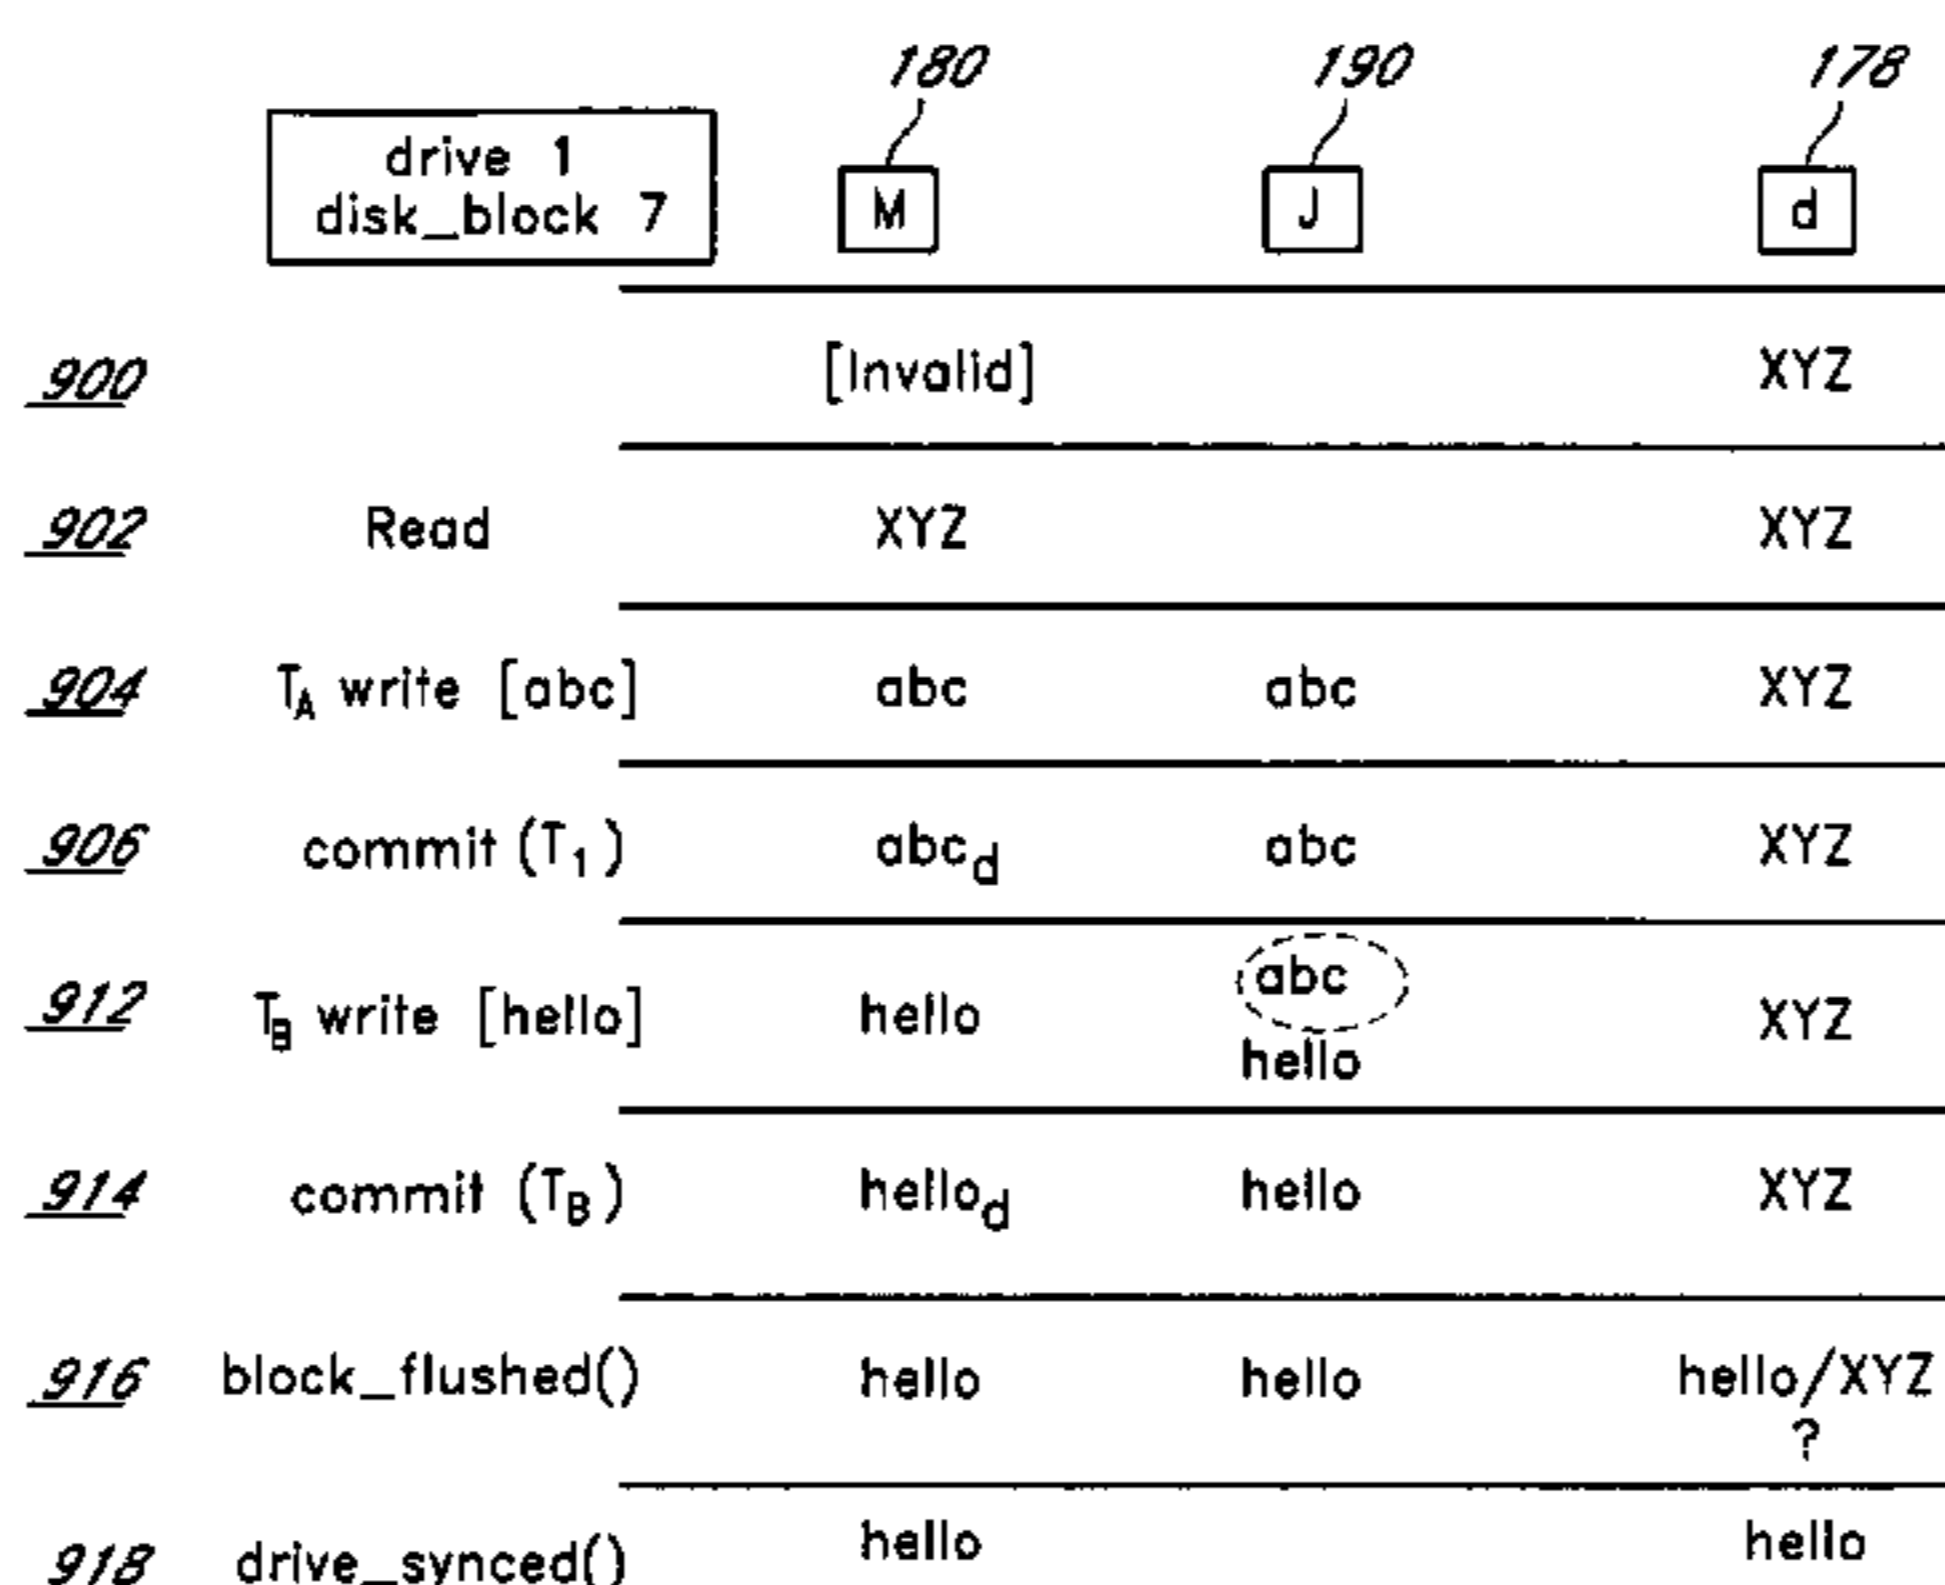 180 190 178
drive 1
disk_block 7
M J d
900 [Invalid] XYZ
902 Read XYZ XYZ
904 TA write [abc] abc abc XYZ
906 commit (T1) abcd abc XYZ
abc
912 TB write [hello] hello XYZ
hello
914 commit (TB) hellod hello XYZ
916 block_flushed() hello hello hello/XYZ
?
918 drive_synced() hello hello